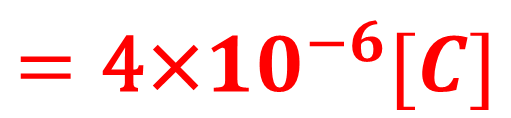 = 4×10⁻⁶[C]